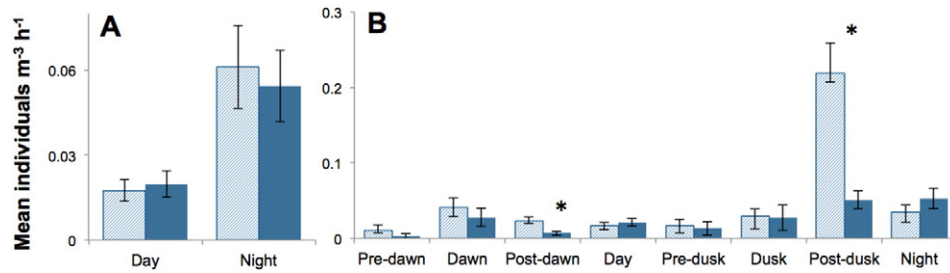 A
B
Mean individuals m-3 h-1
0.06
0.03
0
Day Night
0.3
0.2
0.1
0
*
*
Pre-dawn Dawn Post-dawn Day Pre-dusk Dusk Post-dusk Night